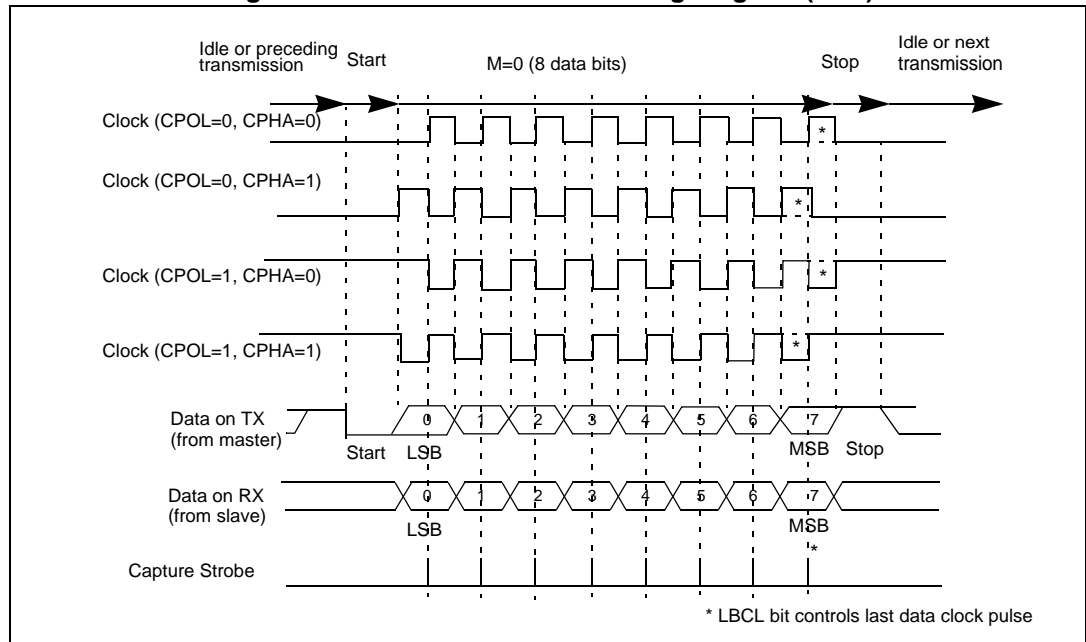 Idle or preceding
transmission
Start
M=0 (8 data bits)
Stop
Idle or next
transmission
Clock (CPOL=0, CPHA=0)
*
Clock (CPOL=0, CPHA=1)
*
Clock (CPOL=1, CPHA=0)
*
Clock (CPOL=1, CPHA=1)
*
Data on TX
(from master)
0 1 2 3 4 5 6 7
Start LSB MSB Stop
Data on RX
(from slave)
0 1 2 3 4 5 6 7
LSB MSB
*
Capture Strobe
* LBCL bit controls last data clock pulse